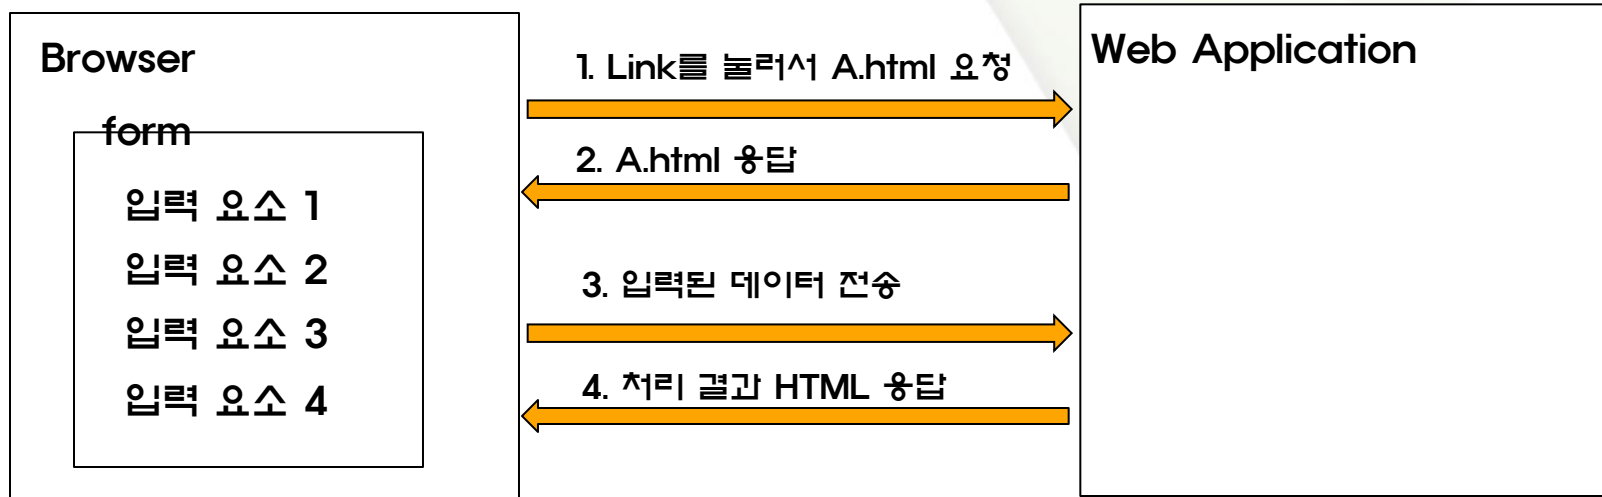 Browser
form
입력 요소 1
입력 요소 2
입력 요소 3
입력 요소 4
1. Link를 눌러서 A.html 요청
2. A.html 응답
3. 입력된 데이터 전송
4. 처리 결과 HTML 응답
Web Application